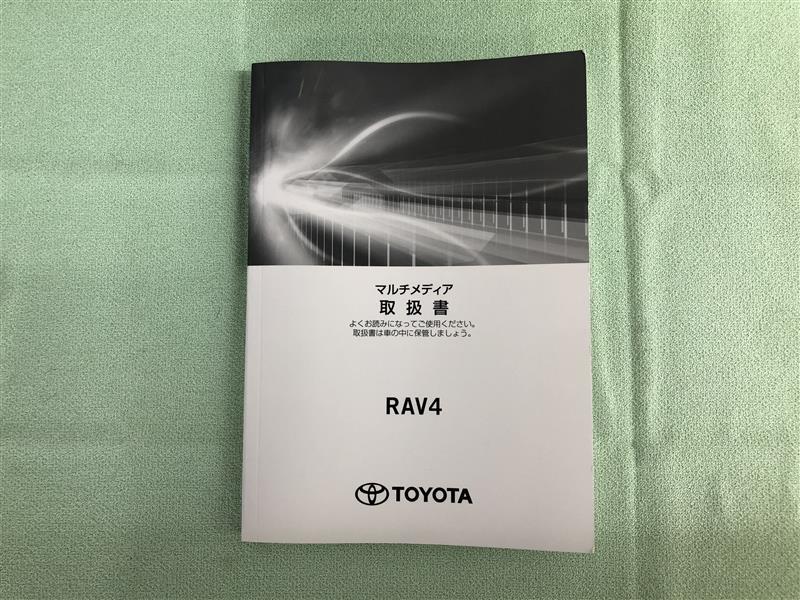 マルチメディア
取扱書
よくお読みになってご使用ください。
取扱書は車の中に保管しましょう。
RAV4
TOYOTA